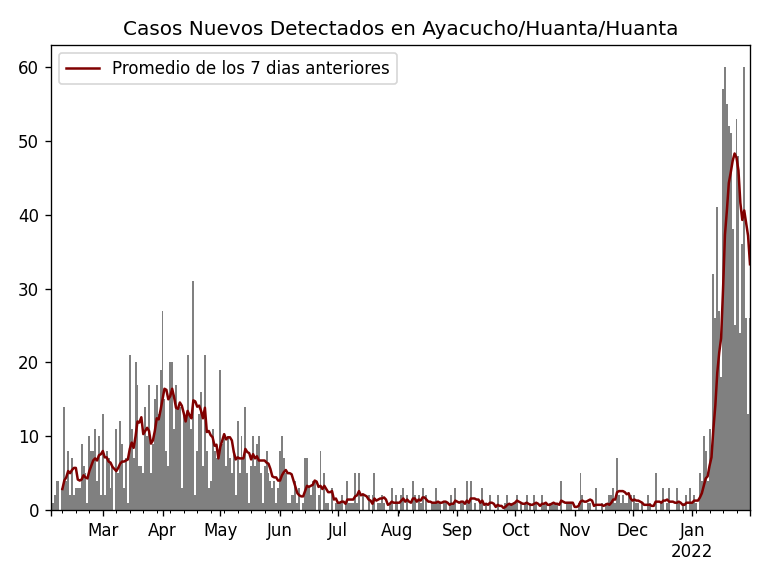 Casos Nuevos Detectados en Ayacucho/Huanta/Huanta
Promedio de los 7 dias anteriores
60
50
40
30
20
10
0
Mar Apr May Jun Jul Aug Sep Oct Nov Dec Jan
2022